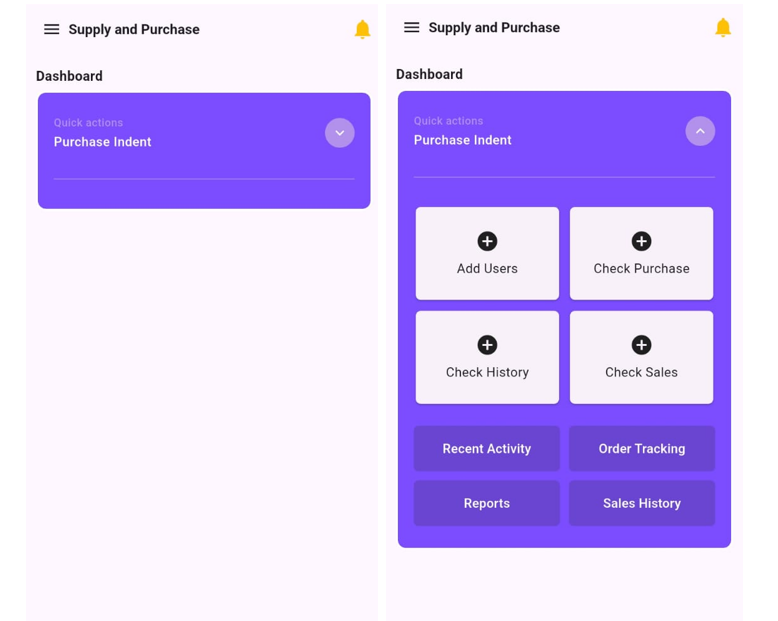 Supply and Purchase
Dashboard
Quick actions
Purchase Indent
Supply and Purchase
Dashboard
Quick actions
Purchase Indent
Add Users
Check Purchase
Check History
Check Sales
Recent Activity
Order Tracking
Reports
Sales History